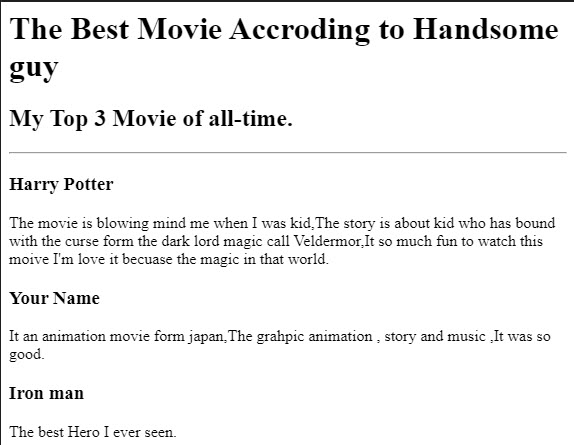 The Best Movie Accroding to Handsome
guy
My Top 3 Movie of all-time.
Harry Potter
The movie is blowing mind me when I was kid,The story is about kid who has bound
with the curse form the dark lord magic call Veldermor,It so much fun to watch this
moive I'm love it becuase the magic in that world.
Your Name
It an animation movie form japan,The grahpic animation , story and music ,It was so
good.
Iron man
The best Hero I ever seen.